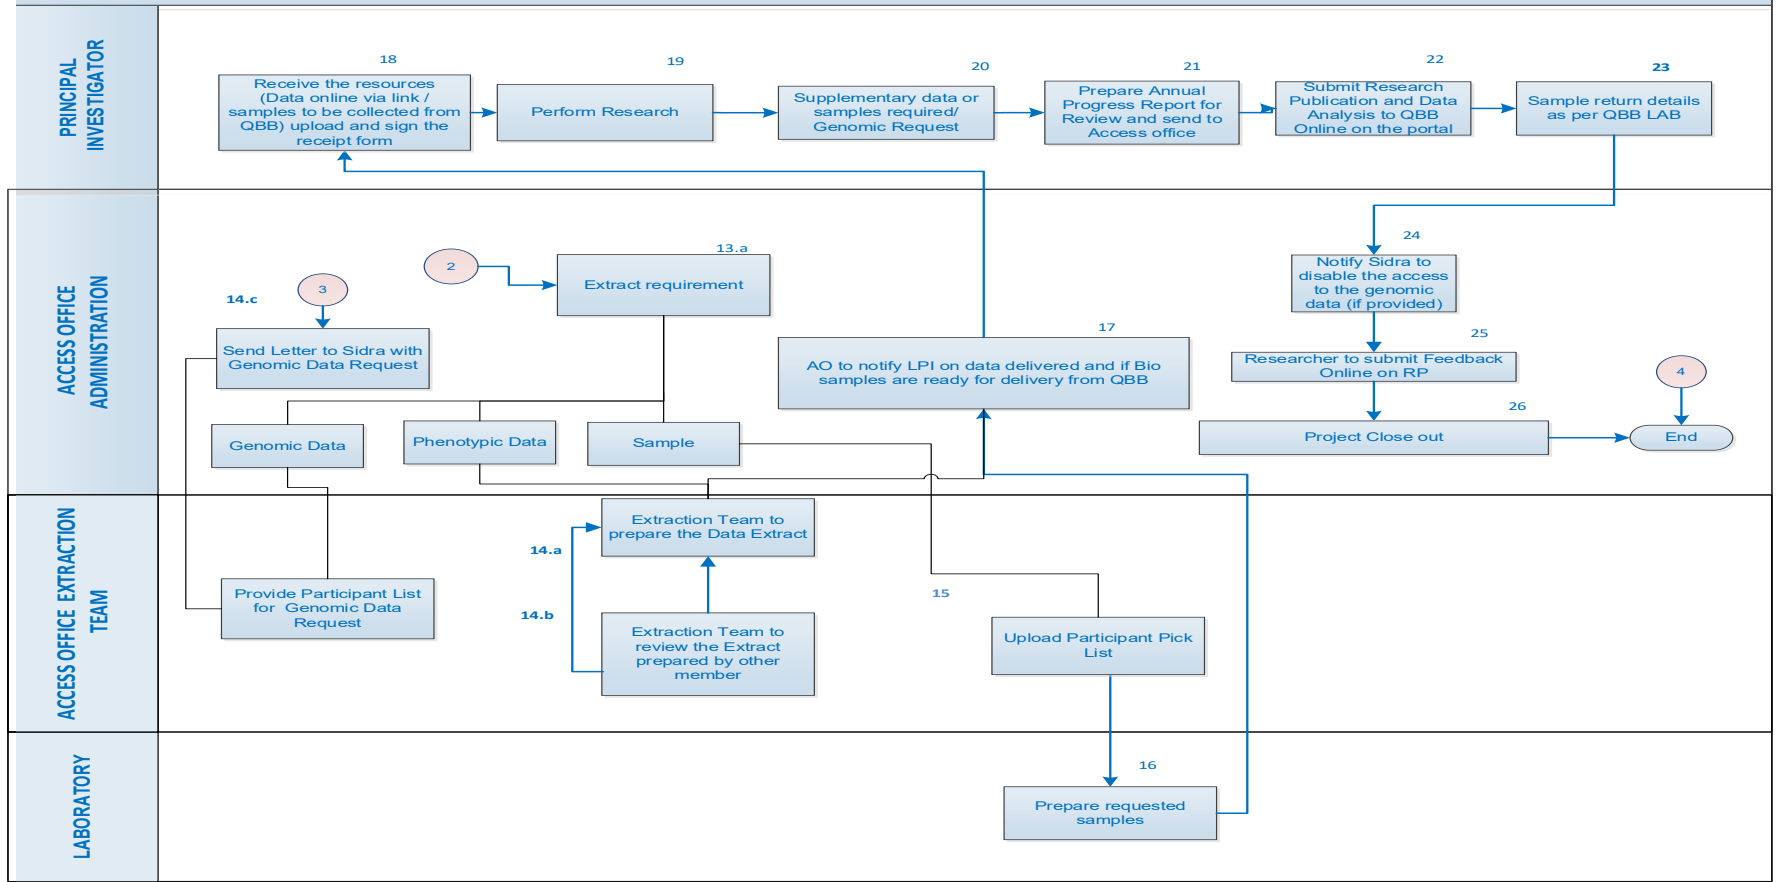 PRINCIPAL
INVESTIGATOR
18
Receive the resources
(Data online via link /
samples to be collected from
QBB) upload and sign the
receipt form
19
Perform Research
20
Supplementary data or
samples required/
Genomic Request
21
Prepare Annual
Progress Report for
Review and send to
Access office
22
Submit Research
Publication and Data
Analysis to QBB
Online on the portal
23
Sample return details
as per QBB LAB
ACCESS OFFICE
ADMINISTRATION
14.c
3
Send Letter to Sidra with
Genomic Data Request
2
13.a
Extract requirement
Genomic Data
Phenotypic Data
Sample
17
AO to notify LPI on data delivered and if Bio
samples are ready for delivery from QBB
24
Notify Sidra to
disable the access
to the genomic
data (if provided)
25
Researcher to submit Feedback
Online on RP
26
Project Close out
4
End
ACCESS OFFICE EXTRACTION
TEAM
Provide Participant List
for Genomic Data
Request
14.a
Extraction Team to
prepare the Data Extract
14.b
Extraction Team to
review the Extract
prepared by other
member
15
Upload Participant Pick
List
LABORATORY
16
Prepare requested
samples